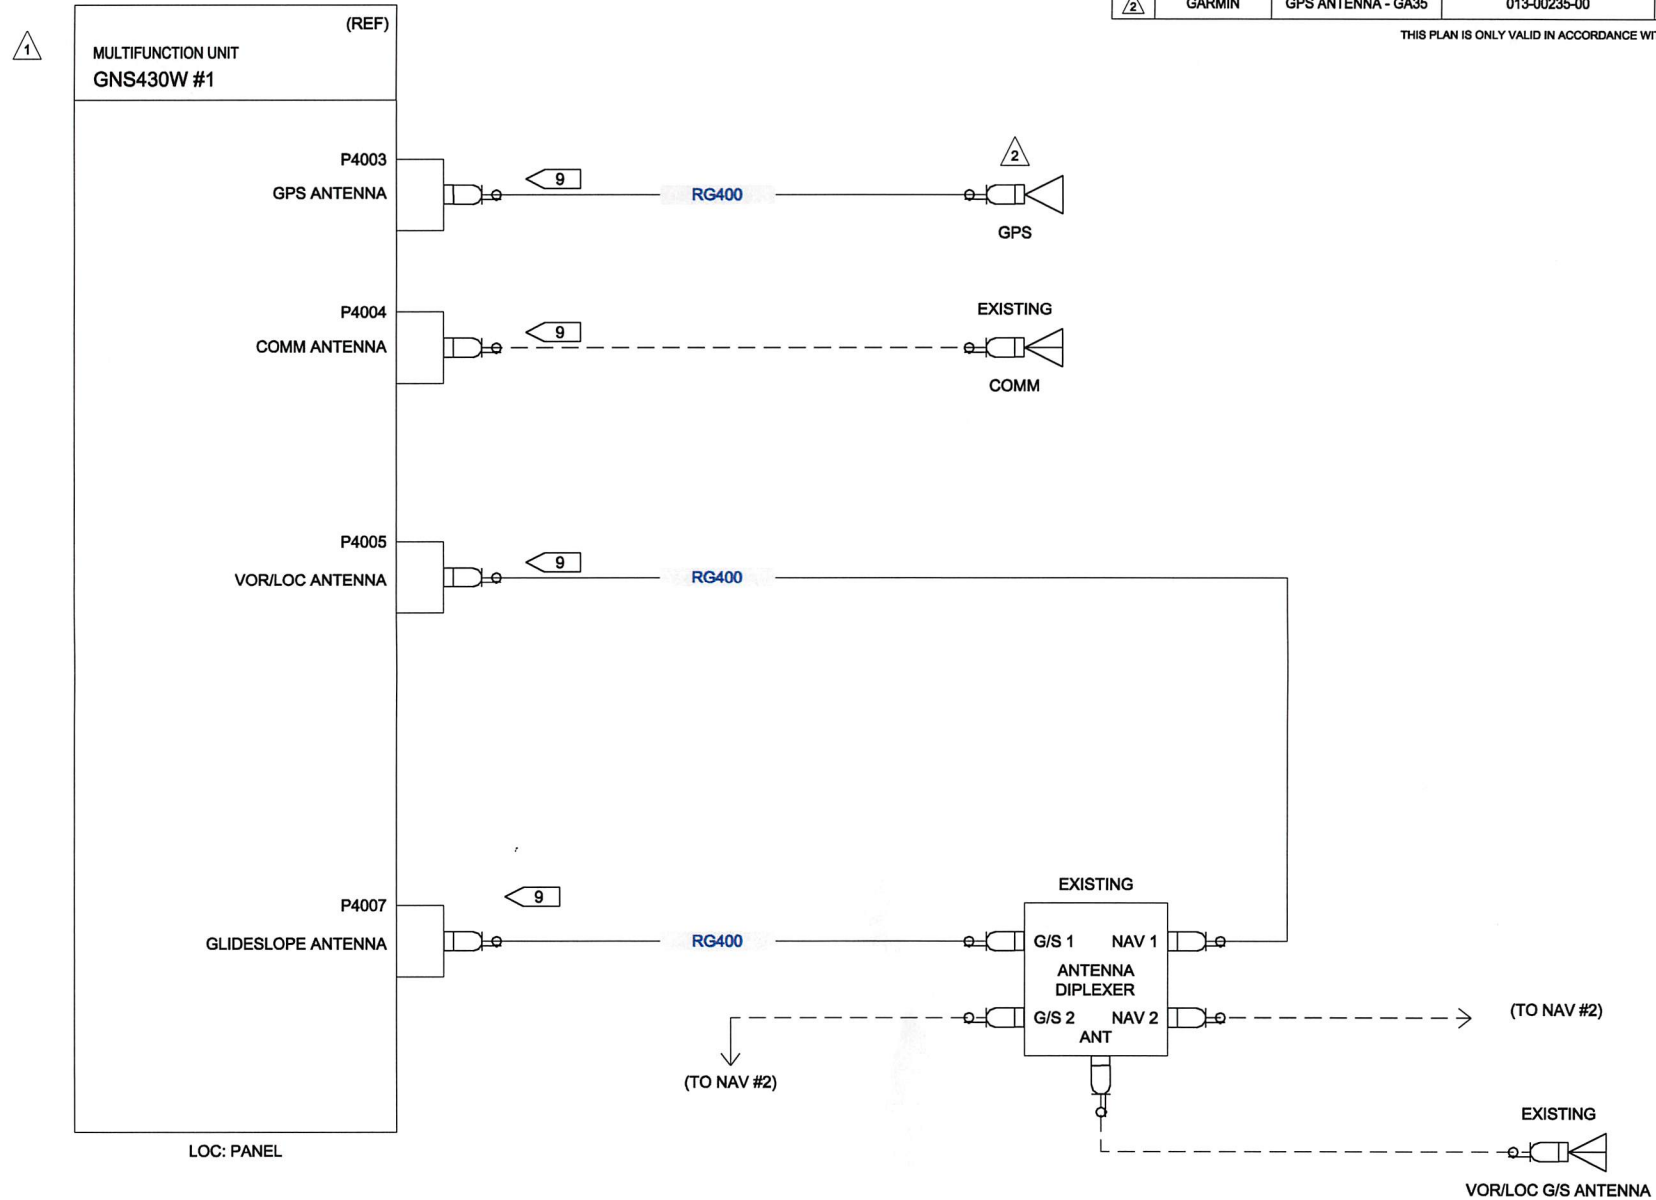 2 GARMIN GPS ANTENNA - GA35 013-00235-00
THIS PLAN IS ONLY VALID IN ACCORDANCE WI
1
(REF)
MULTIFUNCTION UNIT
GNS430W #1
P4003
GPS ANTENNA
9
RG400
2
GPS
P4004
COMM ANTENNA
9
EXISTING
COMM
P4005
VOR/LOC ANTENNA
9
RG400
P4007
GLIDESLOPE ANTENNA
9
RG400
EXISTING
G/S 1 NAV 1
ANTENNA
DIPLEXER
G/S 2 NAV 2
ANT
(TO NAV #2)
(TO NAV #2)
EXISTING
VOR/LOC G/S ANTENNA
LOC: PANEL